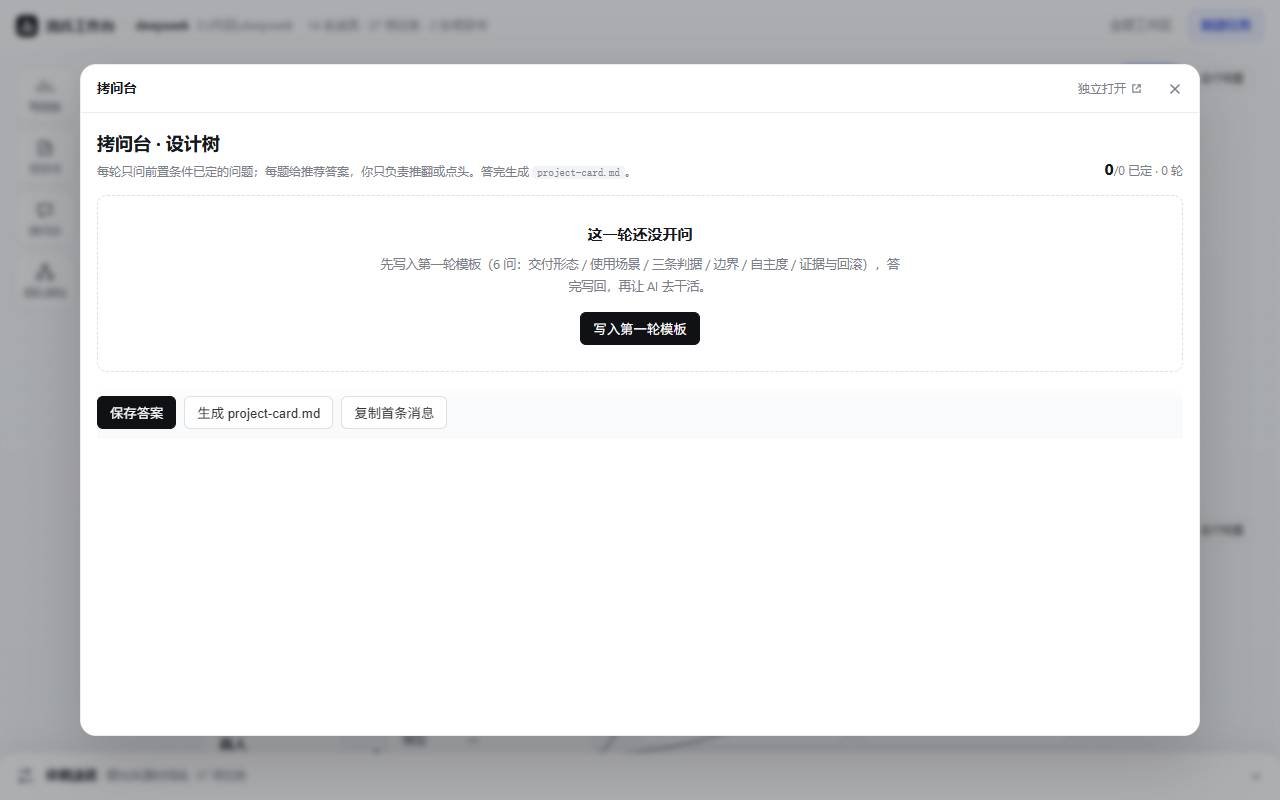 拷问台
独立打开
拷问台 · 设计树
每轮只问前置条件已定的问题；每题给推荐答案，你只负责推翻或点头。答完生成 project-card.md 。
0/0 已定 · 0 轮
这一轮还没开问
先写入第一轮模板（6 问：交付形态 / 使用场景 / 三条判据 / 边界 / 自主度 / 证据与回滚），答
完写回，再让 AI 去干活。
写入第一轮模板
保存答案
生成 project-card.md
复制首条消息